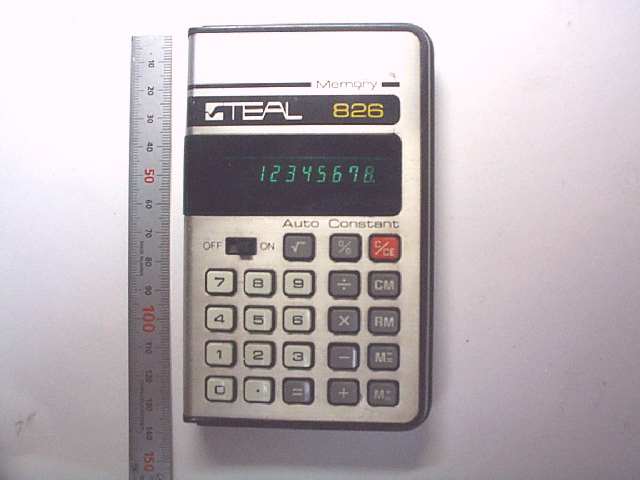 Memory
TEAL 826
12345678.
Auto Constant
OFF ON √ % C/CE
7 8 9 ÷ CM
4 5 6 × RM
1 2 3 −
0 · = +
10
20
30
40
50
60
70
80
90
100
110
120
130
140
150